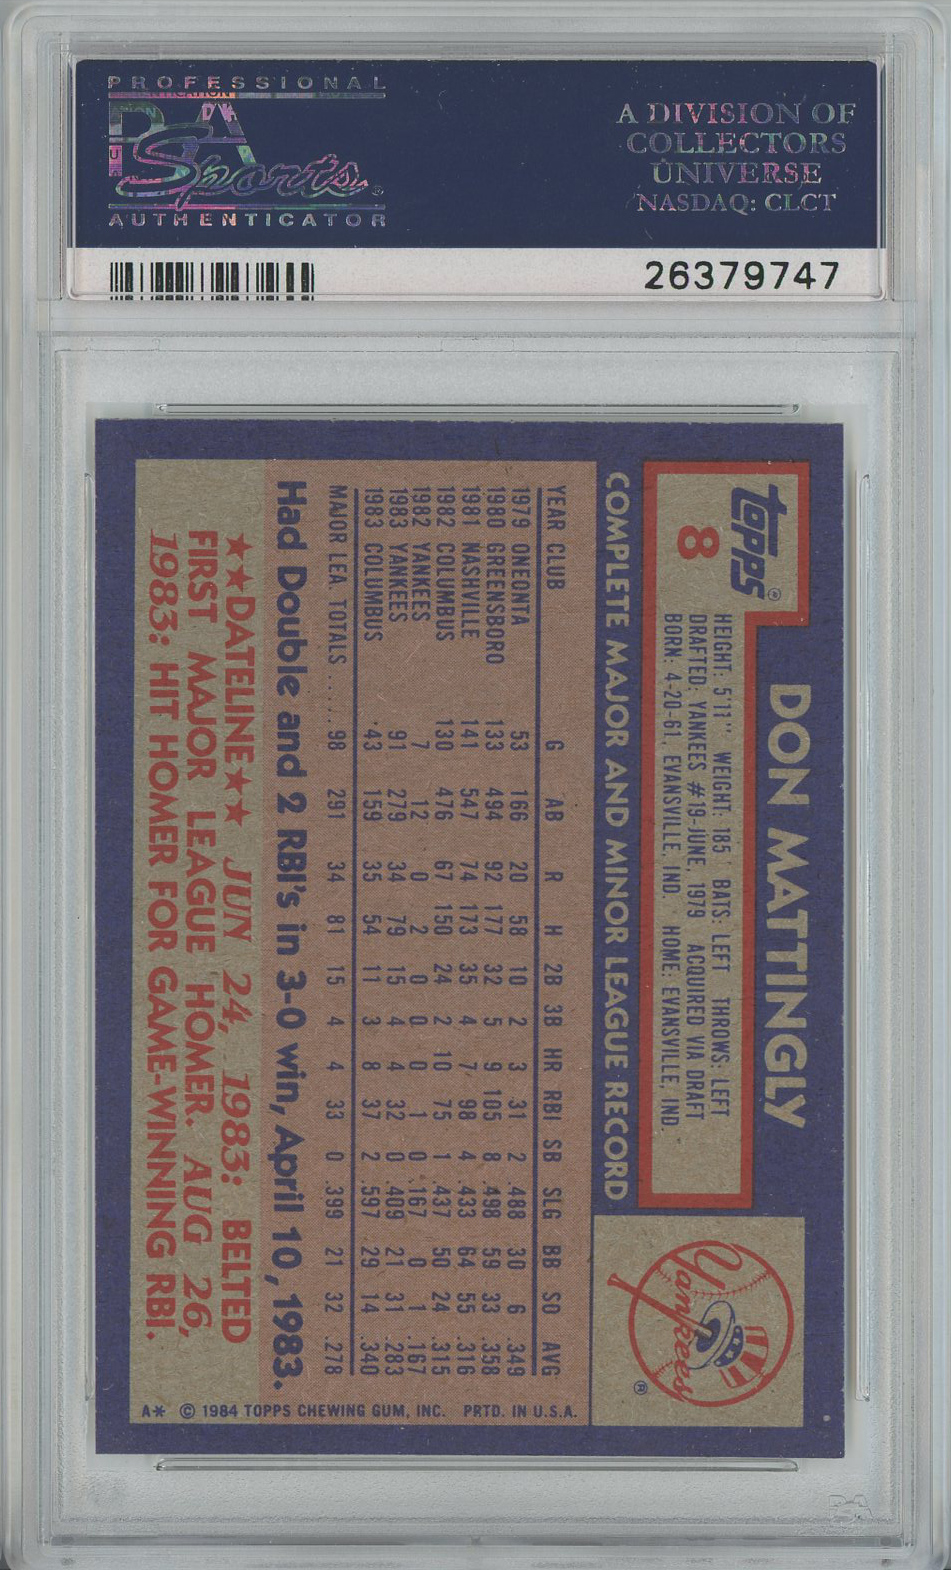 PROFESSIONAL
PSA
Sports®
AUTHENTICATOR
A DIVISION OF
COLLECTORS
UNIVERSE
NASDAQ: CLCT
26379747
DON MATTINGLY
Topps®
8
HEIGHT: 5'11" WEIGHT: 185 BATS: LEFT THROWS: LEFT
DRAFTED: YANKEES #19-JUNE, 1979 ACQUIRED VIA DRAFT
BORN: 4-20-61, EVANSVILLE, IND. HOME: EVANSVILLE, IND.
Yankees
®
COMPLETE MAJOR AND MINOR LEAGUE RECORD
YEAR CLUB G AB R H 2B 3B HR RBI SB SLG BB SO AVG
1979 ONEONTA 53 166 20 58 10 2 3 31 2 .488 30 6 .349
1980 GREENSBORO 133 494 92 177 32 5 9 105 8 .498 59 33 .358
1981 NASHVILLE 141 547 74 173 35 4 7 98 4 .433 64 55 .316
1982 COLUMBUS 130 476 67 150 24 2 10 75 1 .437 50 24 .315
1982 YANKEES 7 12 0 2 0 0 0 1 0 .167 0 1 .167
1983 YANKEES 91 279 34 79 15 4 4 32 0 .409 21 31 .283
1983 COLUMBUS 43 159 35 54 11 3 8 37 2 .597 29 14 .340
MAJOR LEA. TOTALS ...... 98 291 34 81 15 4 4 33 0 .399 21 32 .278
Had Double and 2 RBI's in 3-0 win, April 10, 1983.
★★DATELINE★★ JUN 24, 1983: BELTED
FIRST MAJOR LEAGUE HOMER. AUG 26,
1983: HIT HOMER FOR GAME-WINNING RBI.
A* © 1984 TOPPS CHEWING GUM, INC. PRTD. IN U.S.A.